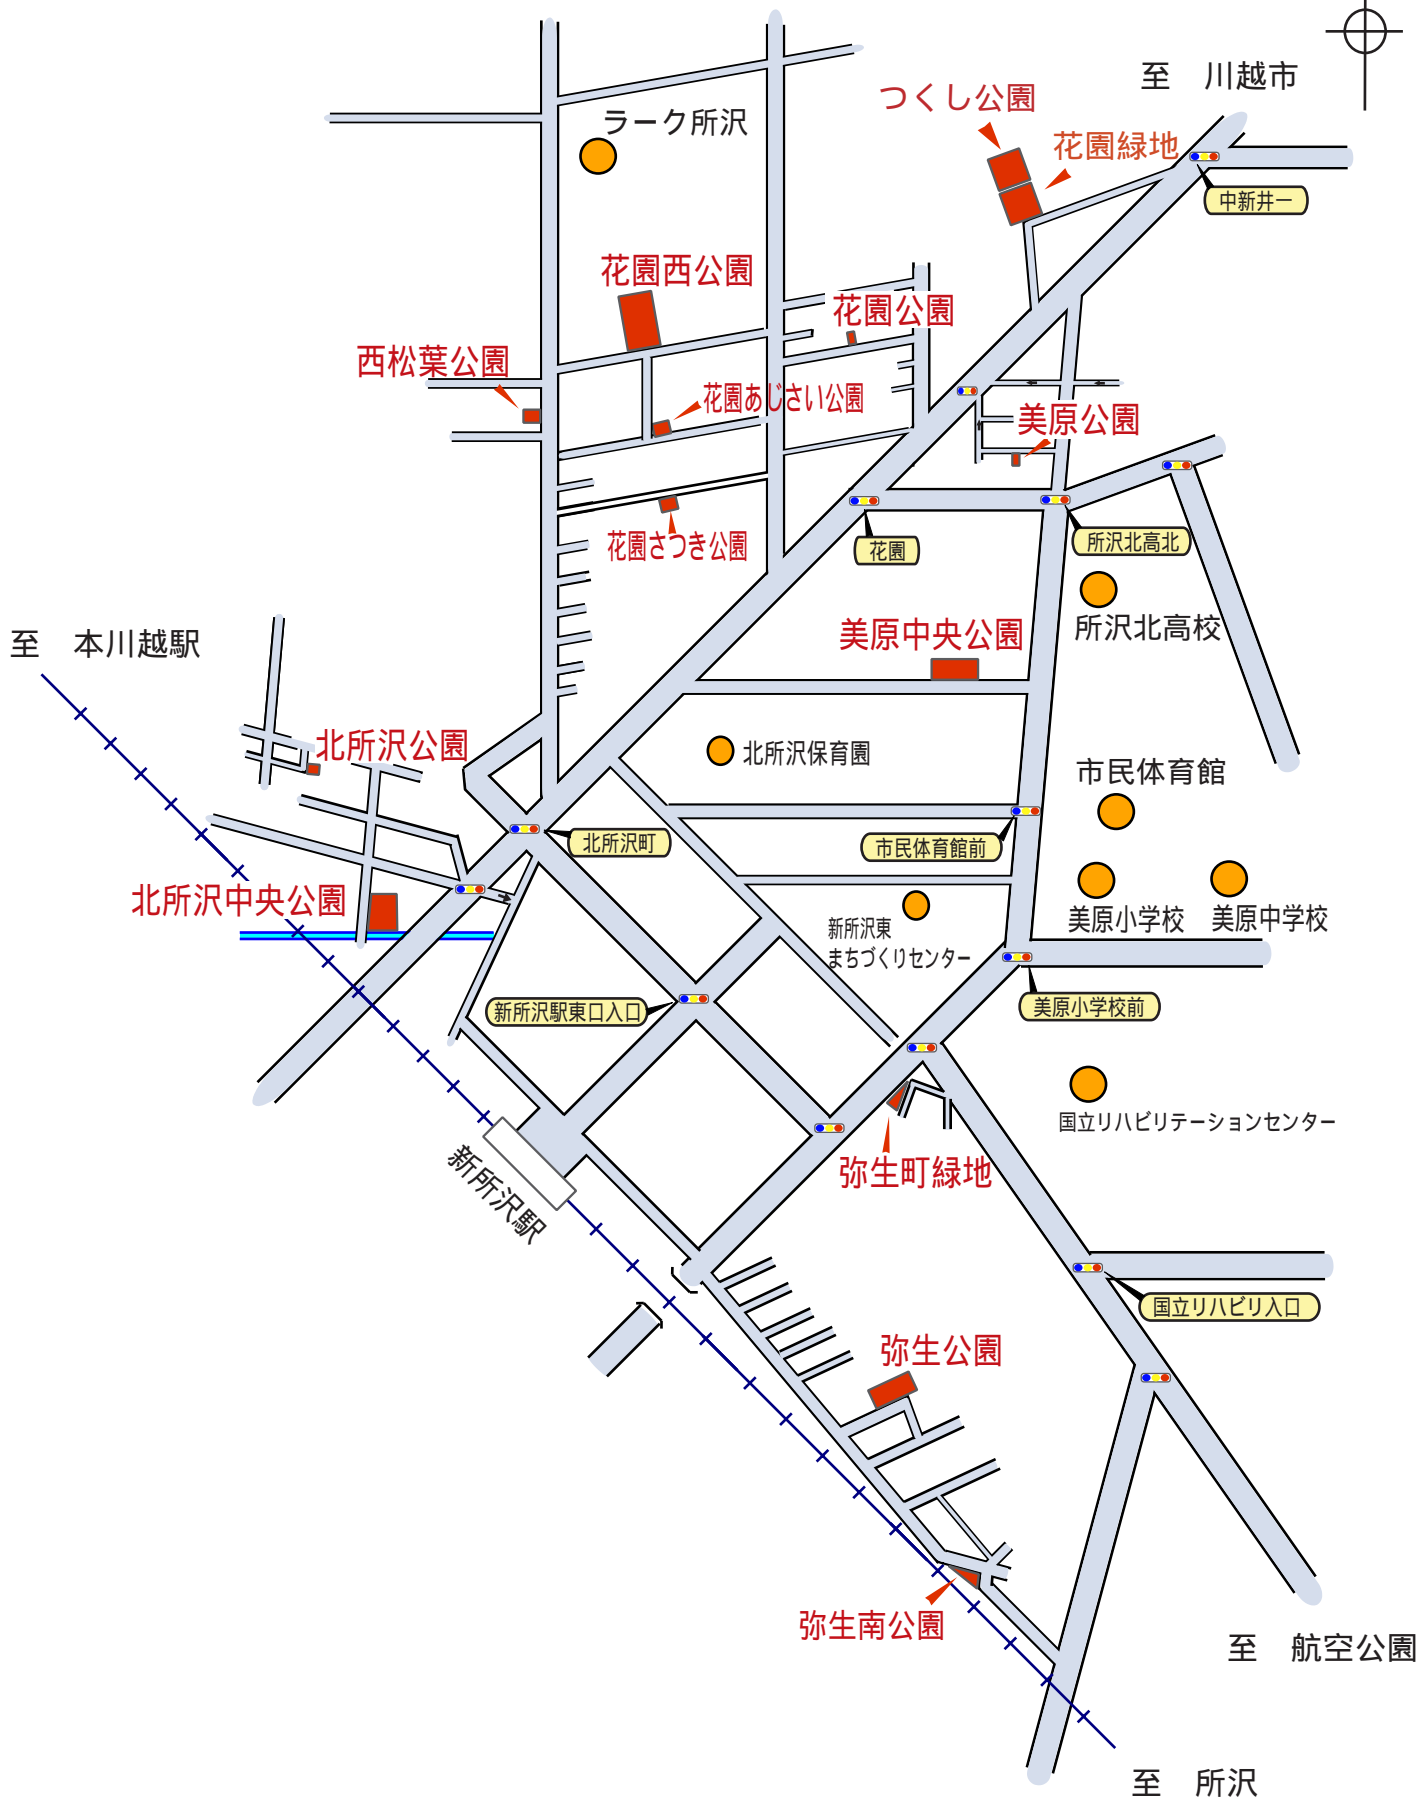 至　川越市
つくし公園
ラーク所沢
花園緑地
中新井一
花園西公園
花園公園
西松葉公園
花園あじさい公園
美原公園
花園さつき公園
花園
所沢北高北
所沢北高校
美原中央公園
至　本川越駅
北所沢公園
北所沢保育園
市民体育館
北所沢町
市民体育館前
北所沢中央公園
美原小学校
美原中学校
新所沢東
まちづくりセンター
新所沢駅東口入口
美原小学校前
国立リハビリテーションセンター
弥生町緑地
新所沢駅
国立リハビリ入口
弥生公園
弥生南公園
至　航空公園
至　所沢